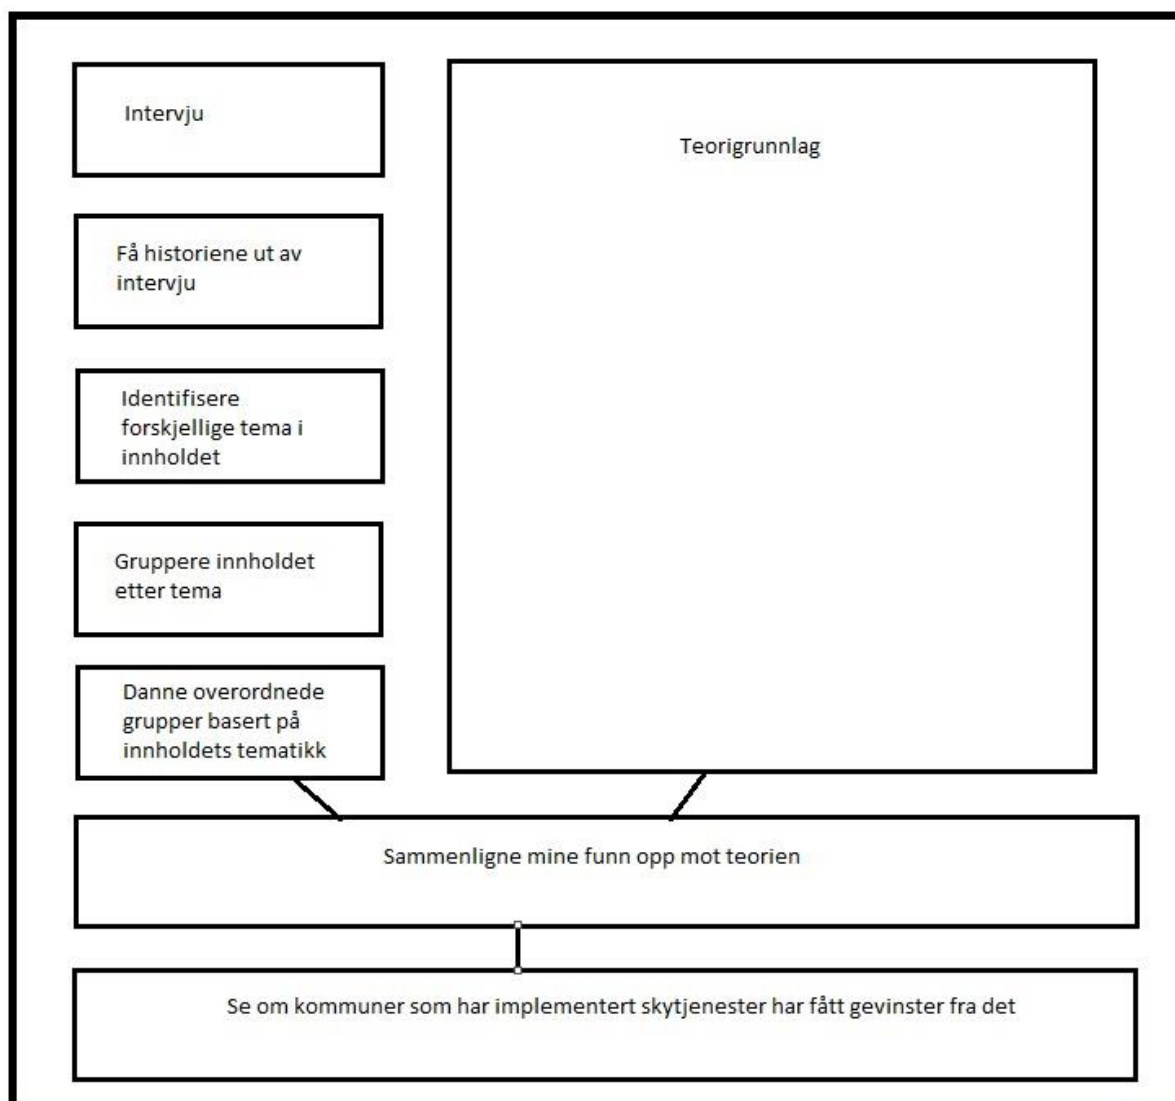 Intervju
Teorigrunnlag
Få historiene ut av
intervju
Identifisere
forskjellige tema i
innholdet
Gruppere innholdet
etter tema
Danne overordnede
grupper basert på
innholdets tematikk
Sammenligne mine funn opp mot teorien
Se om kommuner som har implementert skytjenester har fått gevinster fra det